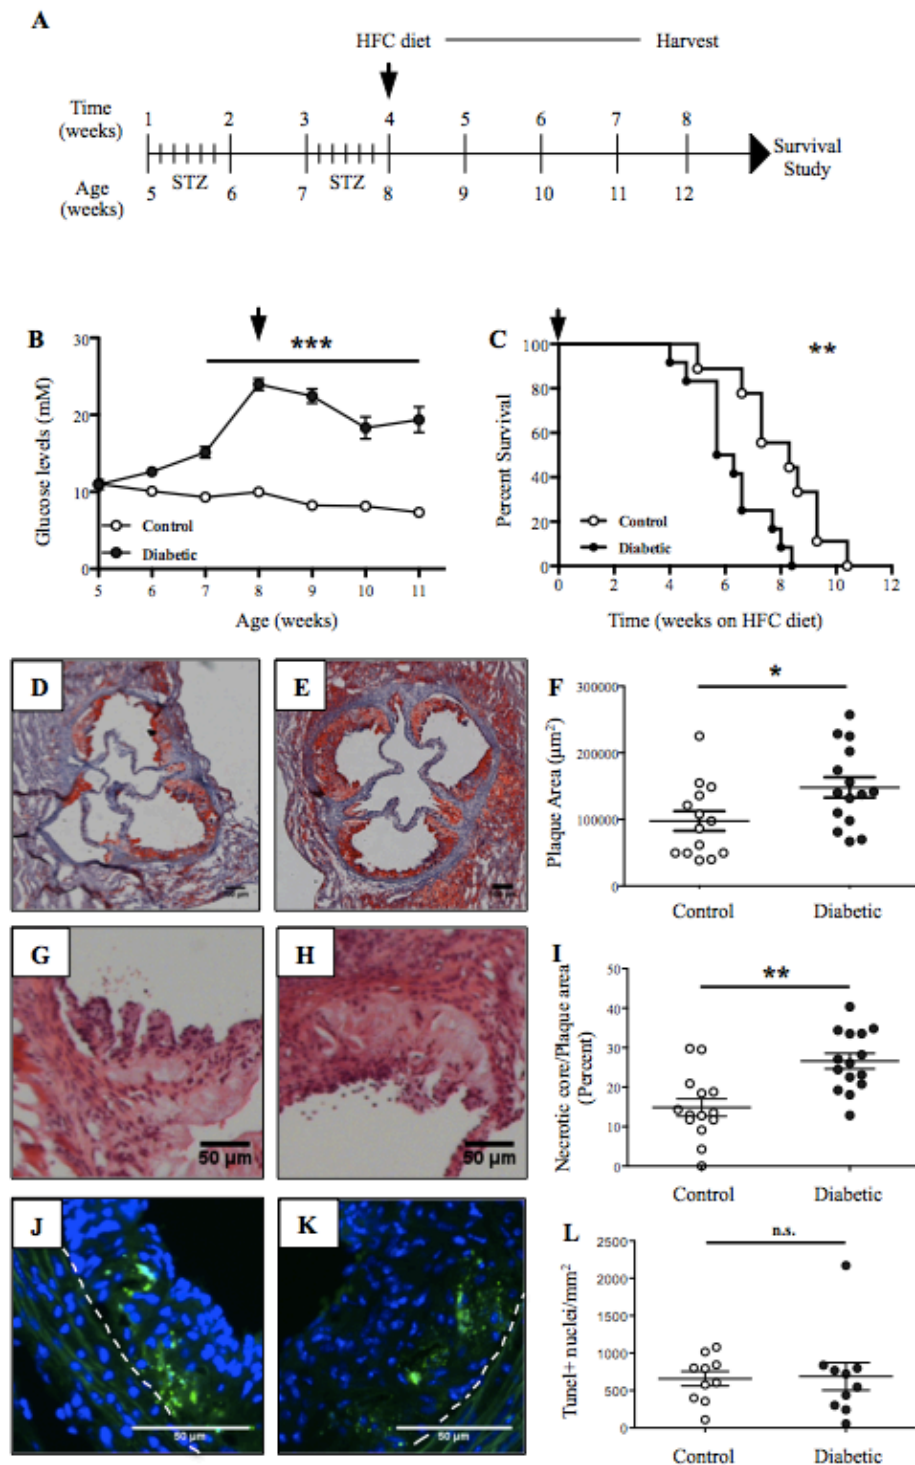 A
HFC diet Harvest
Time (weeks) 1 2 3 4 5 6 7 8
STZ STZ
Survival Study
Age (weeks) 5 6 7 8 9 10 11 12
B
***
Glucose levels (mM)
30
20
10
0
Control
Diabetic
5 6 7 8 9 10 11
Age (weeks)
C
**
Percent Survival
100
80
60
40
20
0
Control
Diabetic
0 2 4 6 8 10 12
Time (weeks on HFC diet)
D
E
F
*
Plaque Area (µm²)
300000
200000
100000
0
Control Diabetic
G
50 µm
H
50 µm
I
**
Necrotic core/Plaque area
(Percent)
50
40
30
20
10
0
Control Diabetic
J
50 µm
K
50 µm
L
n.s.
Tunel+ nuclei/mm²
2500
2000
1500
1000
500
0
Control Diabetic